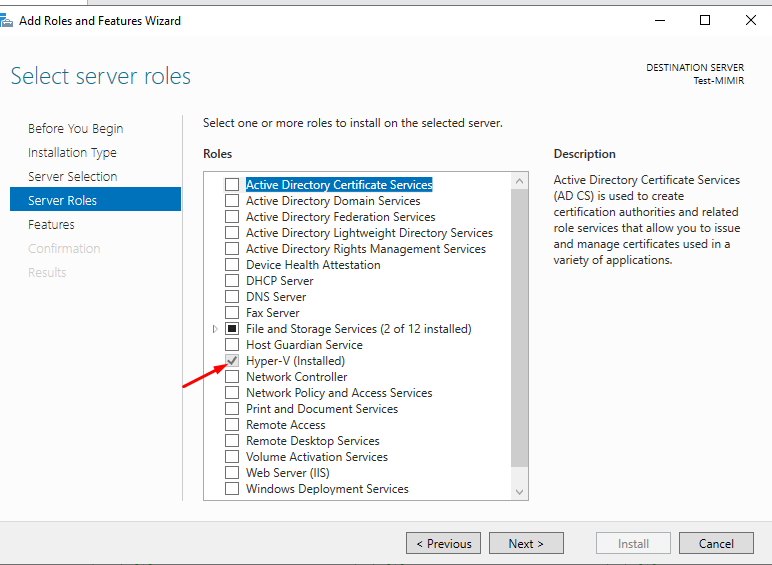 Add Roles and Features Wizard
Select server roles
DESTINATION SERVER
Test-MIMIR
Before You Begin
Installation Type
Server Selection
Server Roles
Features
Confirmation
Results
Select one or more roles to install on the selected server.
Roles
Active Directory Certificate Services
Active Directory Domain Services
Active Directory Federation Services
Active Directory Lightweight Directory Services
Active Directory Rights Management Services
Device Health Attestation
DHCP Server
DNS Server
Fax Server
File and Storage Services (2 of 12 installed)
Host Guardian Service
Hyper-V (Installed)
Network Controller
Network Policy and Access Services
Print and Document Services
Remote Access
Remote Desktop Services
Volume Activation Services
Web Server (IIS)
Windows Deployment Services
Description
Active Directory Certificate Services
(AD CS) is used to create
certification authorities and related
role services that allow you to issue
and manage certificates used in a
variety of applications.
< Previous
Next >
Install
Cancel